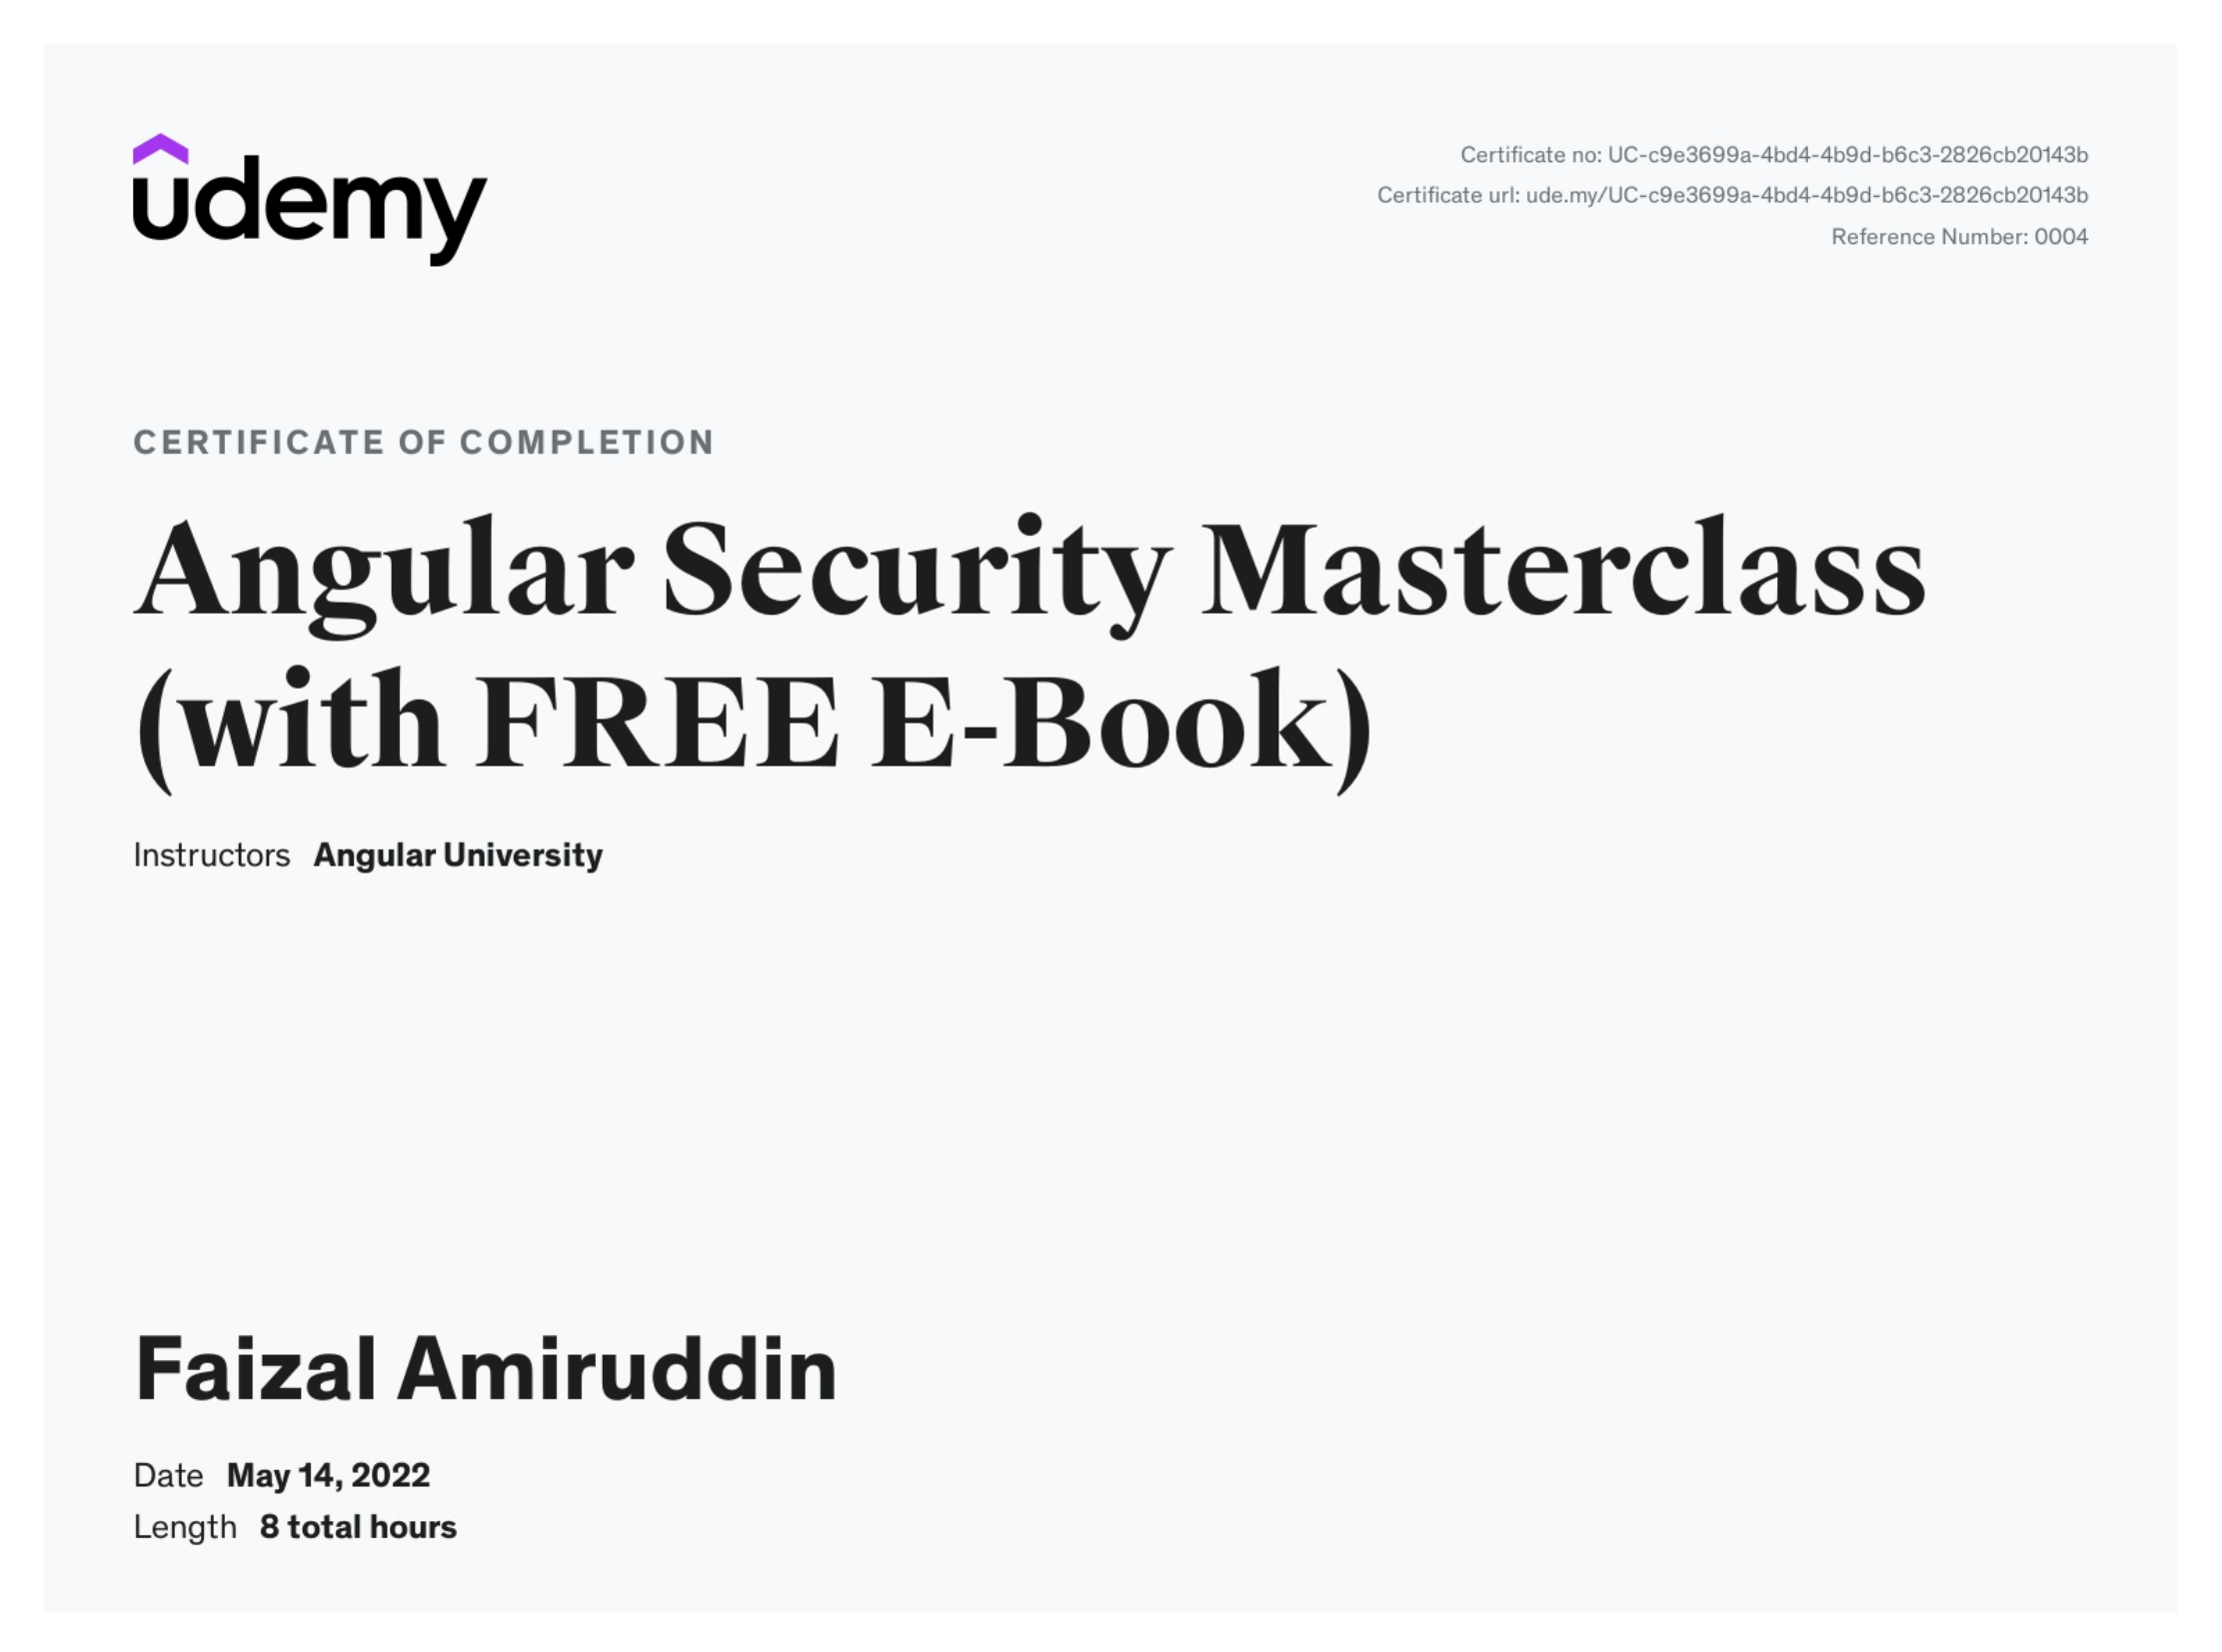 udemy
Certificate no: UC-c9e3699a-4bd4-4b9d-b6c3-2826cb20143b
Certificate url: ude.my/UC-c9e3699a-4bd4-4b9d-b6c3-2826cb20143b
Reference Number: 0004
CERTIFICATE OF COMPLETION
Angular Security Masterclass
(with FREE E-Book)
Instructors Angular University
Faizal Amiruddin
Date May 14, 2022
Length 8 total hours